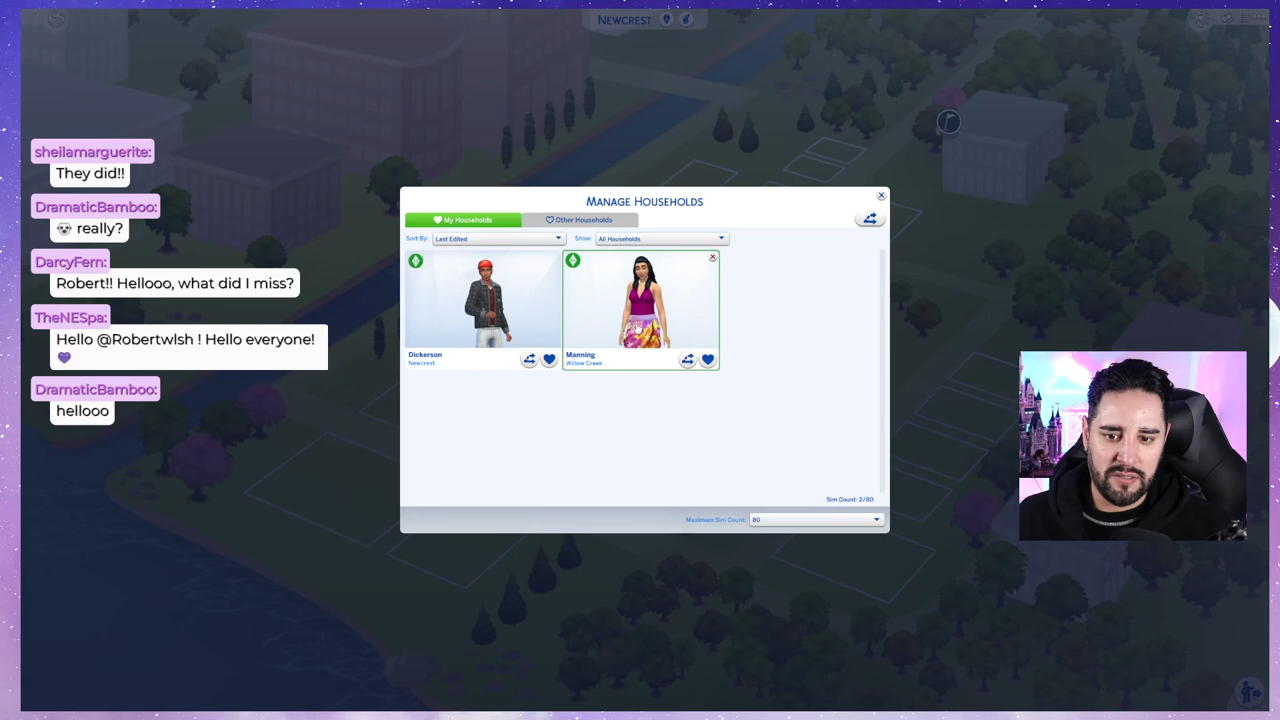 NEWCREST
sheilamarguerite:
They did!!
DramaticBamboo:
💀 really?
DarcyFern:
Robert!! Hellooo, what did I miss?
TheNESpa:
Hello @Robertwlsh ! Hello everyone!
💜
DramaticBamboo:
hellooo
MANAGE HOUSEHOLDS
My Households
Other Households
Sort By: Last Edited
Show: All Households
Dickerson
Newcrest
Manning
Willow Creek
Sim Count: 2/80
Maximum Sim Count: 80